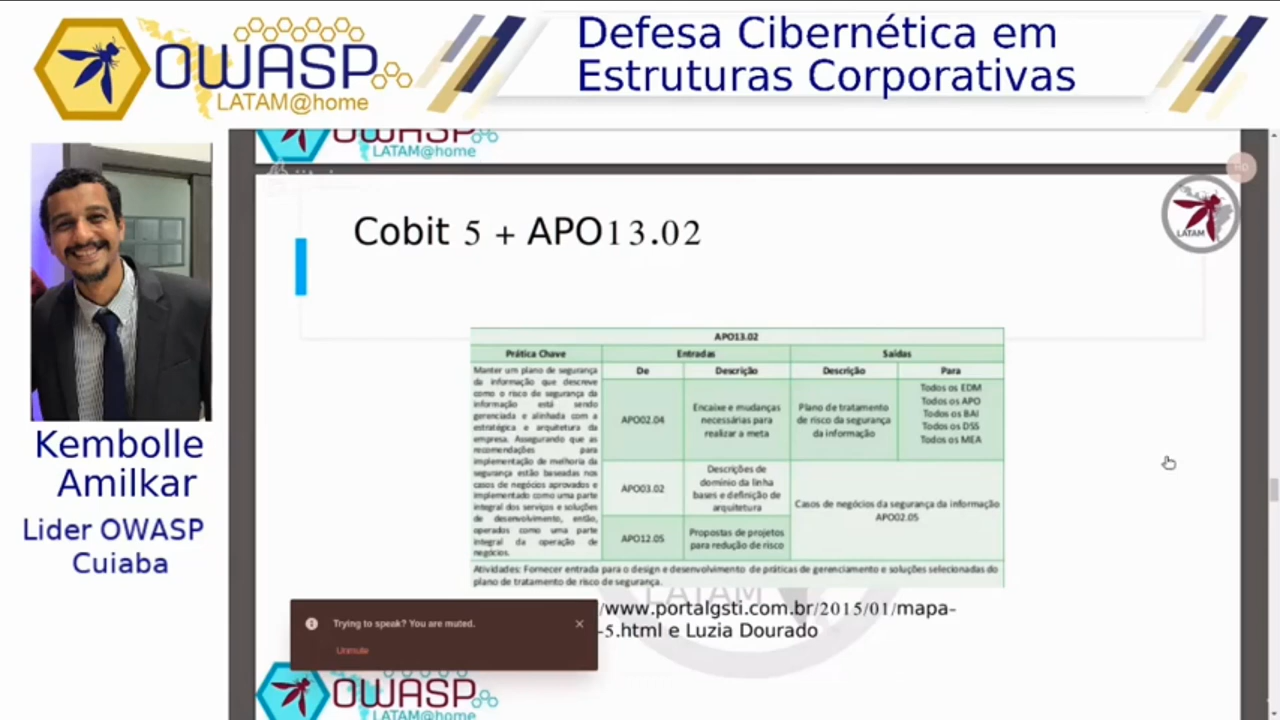 OWASP
LATAM@home
Defesa Cibernética em
Estruturas Corporativas
LATAM@home
Cobit 5 + APO13.02
LATAM
APO13.02
Prática Chave
Entradas
Saídas
De
Descrição
Descrição
Para
Manter um plano de segurança
da informação que descreve
como o risco de segurança da
informação está sendo
gerenciada e alinhada com a
estratégica e arquitetura da
empresa. Assegurando que as
recomendações para
implementação de melhoria da
segurança estão baseadas nos
casos de negócios aprovados e
implementado como uma parte
integral dos serviços e soluções
de desenvolvimento, então,
operados como uma parte
integral da operação de
negócios.
APO02.04
Encaixe e mudanças
necessárias para
realizar a meta
Plano de tratamento
de risco da segurança
da informação
Todos os EDM
Todos os APO
Todos os BAI
Todos os DSS
Todos os MEA
APO03.02
Descrições de
domínio da linha
bases e definição de
arquitetura
Casos de negócios da segurança da informação
APO02.05
APO12.05
Propostas de projetos
para redução de risco
Atividades: Fornecer entrada para o design e desenvolvimento de práticas de gerenciamento e soluções selecionadas do
plano de tratamento de risco de segurança.
LATAM
/www.portalgsti.com.br/2015/01/mapa-
-5.html e Luzia Dourado
Trying to speak? You are muted.
Unmute
Kembolle
Amilkar
Lider OWASP
Cuiaba
OWASP
LATAM@home